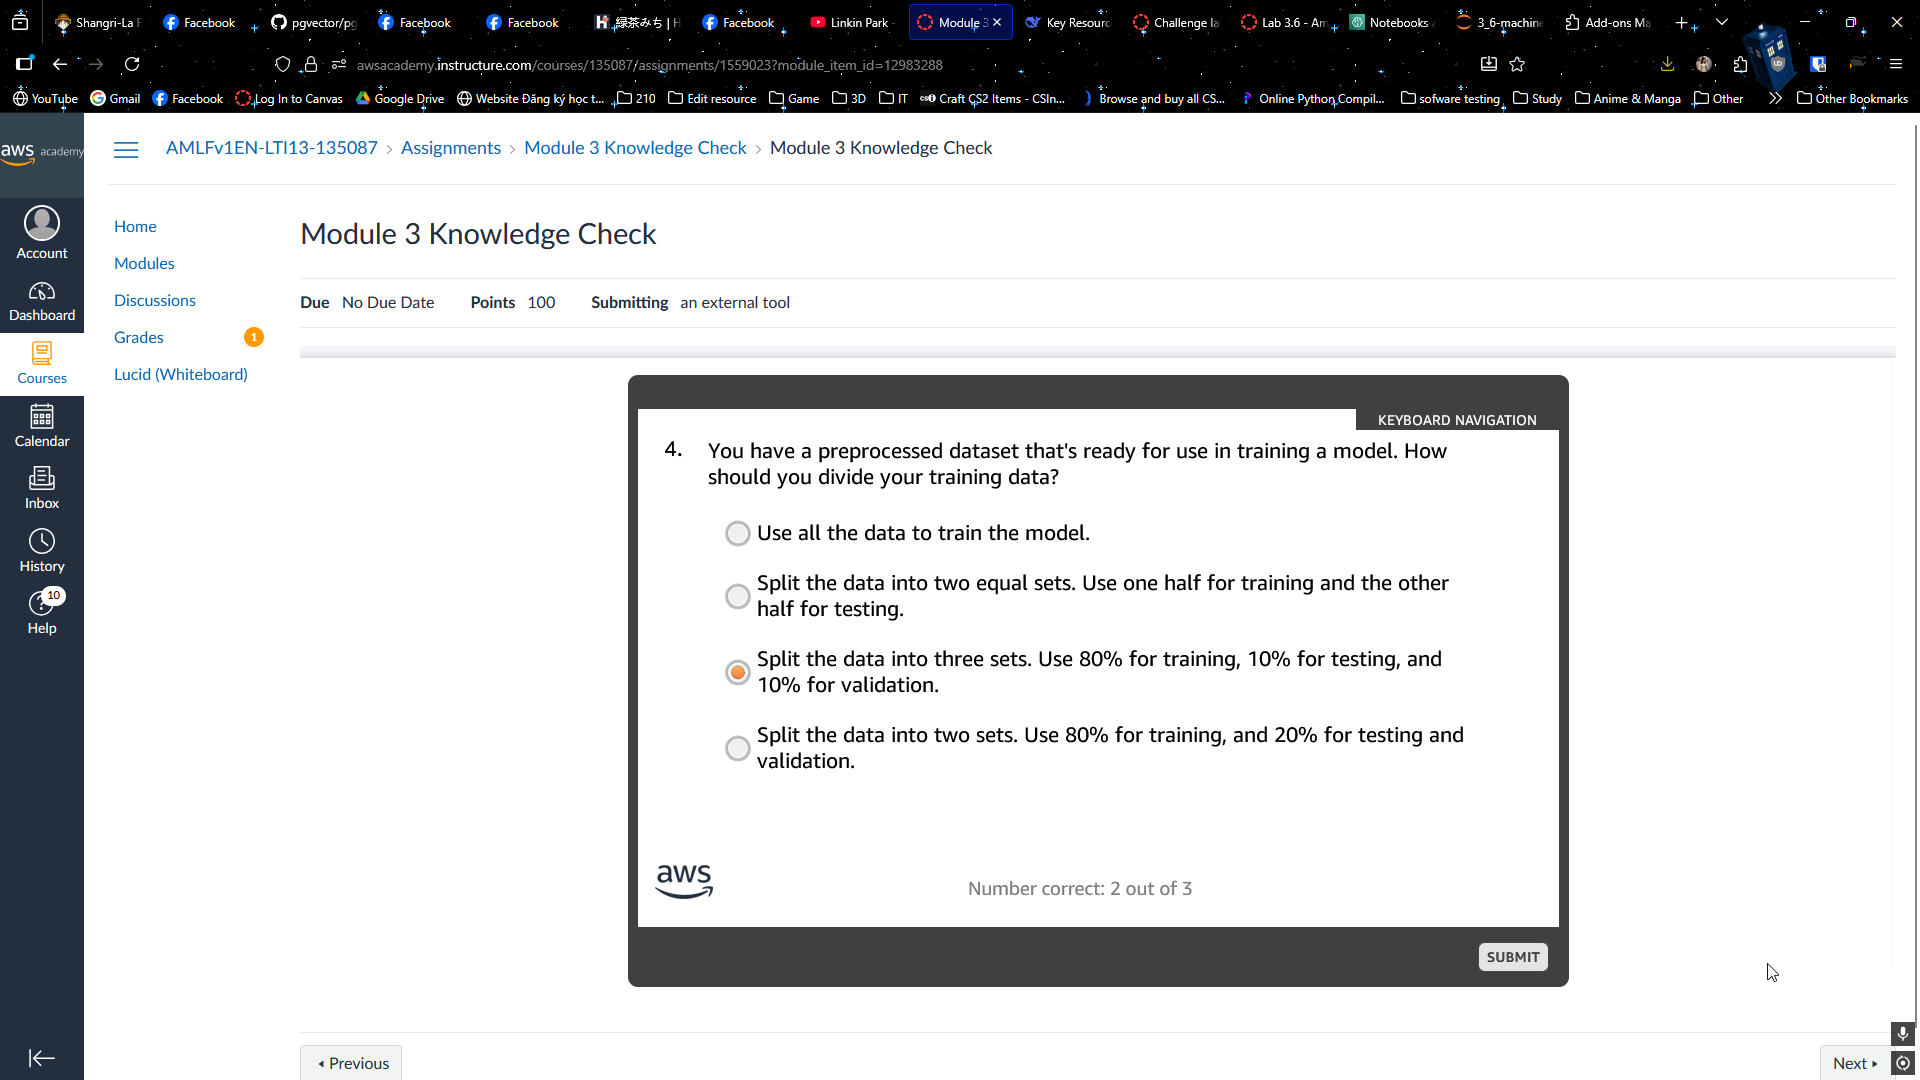 Shangri-La F
Facebook
pgvector/pg
Facebook
Facebook
緑茶みち | H
Facebook
Linkin Park -
Module 3
Key Resourc
Challenge la
Lab 3.6 - Am
Notebooks
3_6-machine
Add-ons Ma
awsacademy.instructure.com/courses/135087/assignments/1559023?module_item_id=12983288
YouTube
Gmail
Facebook
Log In to Canvas
Google Drive
Website Đăng ký học t...
210
Edit resource
Game
3D
IT
Craft CS2 Items - CSIn...
Browse and buy all CS...
Online Python Compil...
sofware testing
Study
Anime & Manga
Other
Other Bookmarks
aws academy
AMLFv1EN-LTI13-135087 > Assignments > Module 3 Knowledge Check > Module 3 Knowledge Check
Account
Dashboard
Courses
Calendar
Inbox
History
10
Help
Home
Modules
Discussions
Grades 1
Lucid (Whiteboard)
Module 3 Knowledge Check
Due No Due Date Points 100 Submitting an external tool
KEYBOARD NAVIGATION
4. You have a preprocessed dataset that's ready for use in training a model. How
should you divide your training data?
Use all the data to train the model.
Split the data into two equal sets. Use one half for training and the other
half for testing.
Split the data into three sets. Use 80% for training, 10% for testing, and
10% for validation.
Split the data into two sets. Use 80% for training, and 20% for testing and
validation.
aws
Number correct: 2 out of 3
SUBMIT
Previous
Next